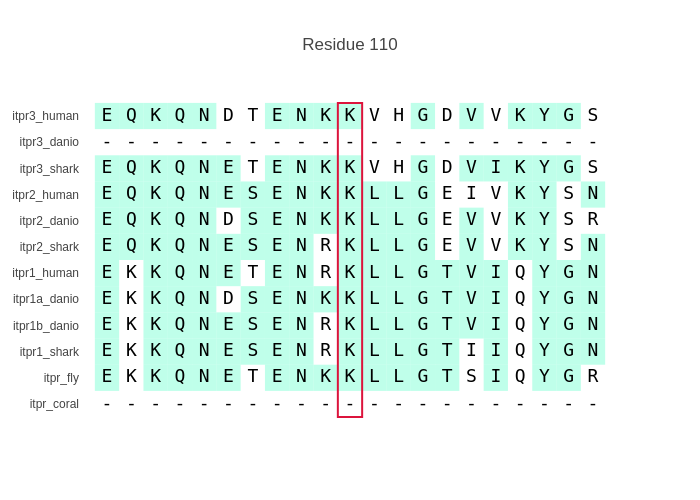 Residue 110
itpr3_human E Q K Q N D T E N K K V H G D V V K Y G S
itpr3_danio - - - - - - - - - - - - - - - - - - - - -
itpr3_shark E Q K Q N E T E N K K V H G D V I K Y G S
itpr2_human E Q K Q N E S E N K K L L G E I V K Y S N
itpr2_danio E Q K Q N D S E N K K L L G E V V K Y S R
itpr2_shark E Q K Q N E S E N R K L L G E V V K Y S N
itpr1_human E K K Q N E T E N R K L L G T V I Q Y G N
itpr1a_danio E K K Q N D S E N K K L L G T V I Q Y G N
itpr1b_danio E K K Q N E S E N R K L L G T V I Q Y G N
itpr1_shark E K K Q N E S E N R K L L G T I I Q Y G N
itpr_fly E K K Q N E T E N K K L L G T S I Q Y G R
itpr_coral - - - - - - - - - - - - - - - - - - - - -